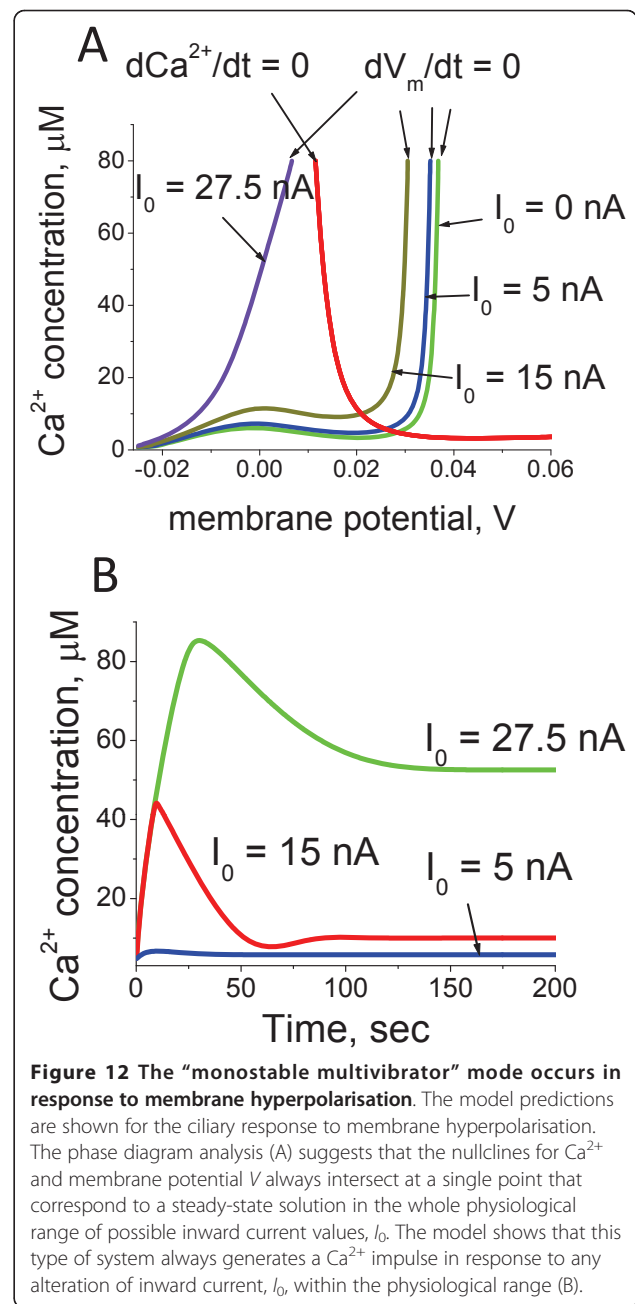 A
dCa²⁺/dt = 0 dVₘ/dt = 0
Ca²⁺ concentration, µM
80
60
40
20
0
I₀ = 27.5 nA
I₀ = 0 nA
I₀ = 5 nA
I₀ = 15 nA
-0.02 0.00 0.02 0.04 0.06
membrane potential, V
B
Ca²⁺ concentration, µM
80
60
40
20
I₀ = 27.5 nA
I₀ = 15 nA
I₀ = 5 nA
0 50 100 150 200
Time, sec
Figure 12 The “monostable multivibrator” mode occurs in
response to membrane hyperpolarisation. The model predictions
are shown for the ciliary response to membrane hyperpolarisation.
The phase diagram analysis (A) suggests that the nullclines for Ca²⁺
and membrane potential V always intersect at a single point that
correspond to a steady-state solution in the whole physiological
range of possible inward current values, I₀. The model shows that this
type of system always generates a Ca²⁺ impulse in response to any
alteration of inward current, I₀, within the physiological range (B).